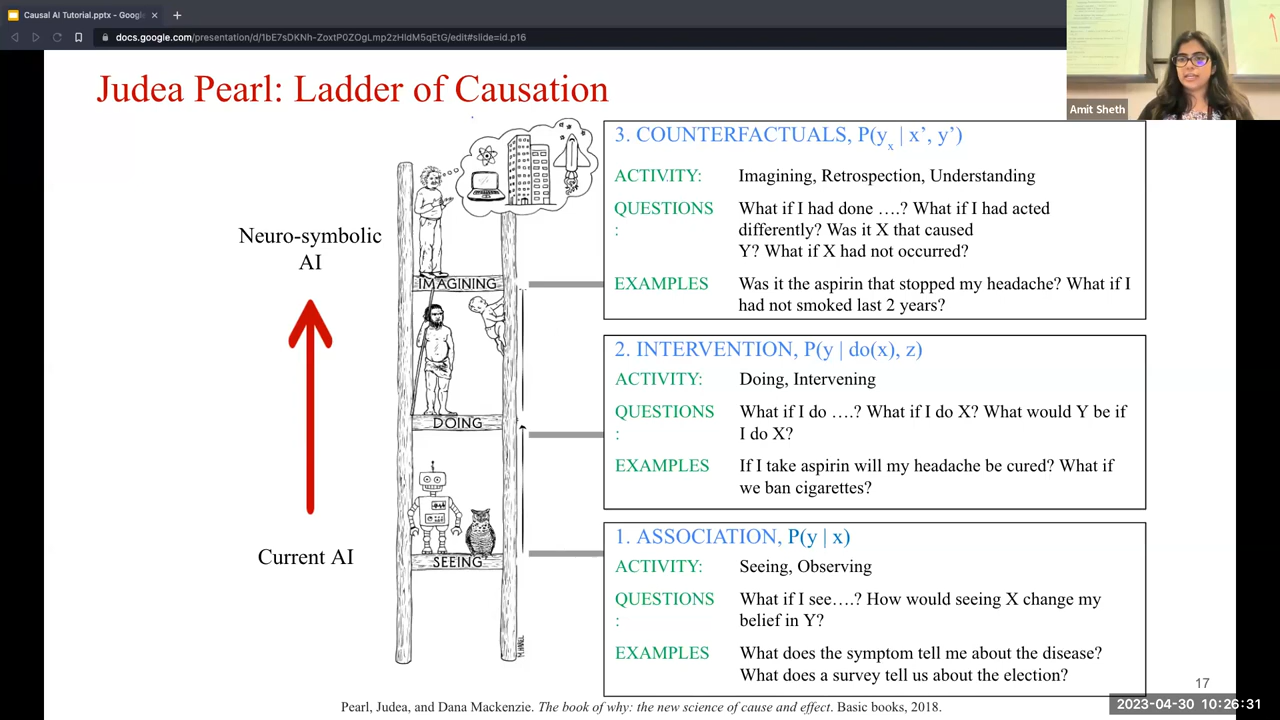 Causal AI Tutorial.pptx - Goog
docs.google.com/presentation/d/
Amit Sheth
Judea Pearl: Ladder of Causation
Neuro-symbolic
AI
Current AI
IMAGINING
DOING
SEEING
3. COUNTERFACTUALS, P(yx | x’, y’)
ACTIVITY: Imagining, Retrospection, Understanding
QUESTIONS What if I had done ….? What if I had acted
: differently? Was it X that caused
Y? What if X had not occurred?
EXAMPLES Was it the aspirin that stopped my headache? What if I
had not smoked last 2 years?
2. INTERVENTION, P(y | do(x), z)
ACTIVITY: Doing, Intervening
QUESTIONS What if I do ….? What if I do X? What would Y be if
: I do X?
EXAMPLES If I take aspirin will my headache be cured? What if
we ban cigarettes?
1. ASSOCIATION, P(y | x)
ACTIVITY: Seeing, Observing
QUESTIONS What if I see….? How would seeing X change my
: belief in Y?
EXAMPLES What does the symptom tell me about the disease?
What does a survey tell us about the election?
17
Pearl, Judea, and Dana Mackenzie. The book of why: the new science of cause and effect. Basic books, 2018.
2023-04-30 10:26:31